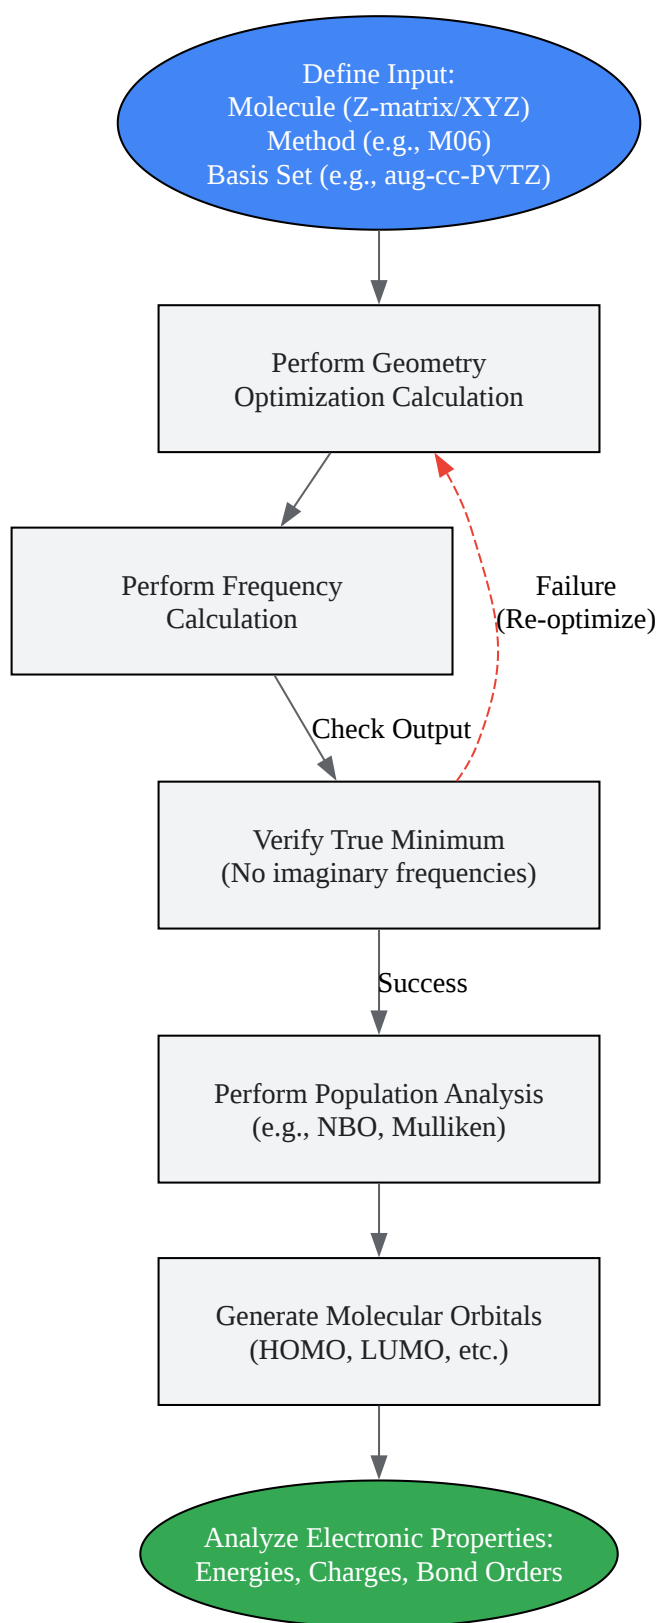 Define Input:
Molecule (Z-matrix/XYZ)
Method (e.g., M06)
Basis Set (e.g., aug-cc-PVTZ)
Perform Geometry
Optimization Calculation
Perform Frequency
Calculation
Failure
(Re-optimize)
Check Output
Verify True Minimum
(No imaginary frequencies)
Success
Perform Population Analysis
(e.g., NBO, Mulliken)
Generate Molecular Orbitals
(HOMO, LUMO, etc.)
Analyze Electronic Properties:
Energies, Charges, Bond Orders